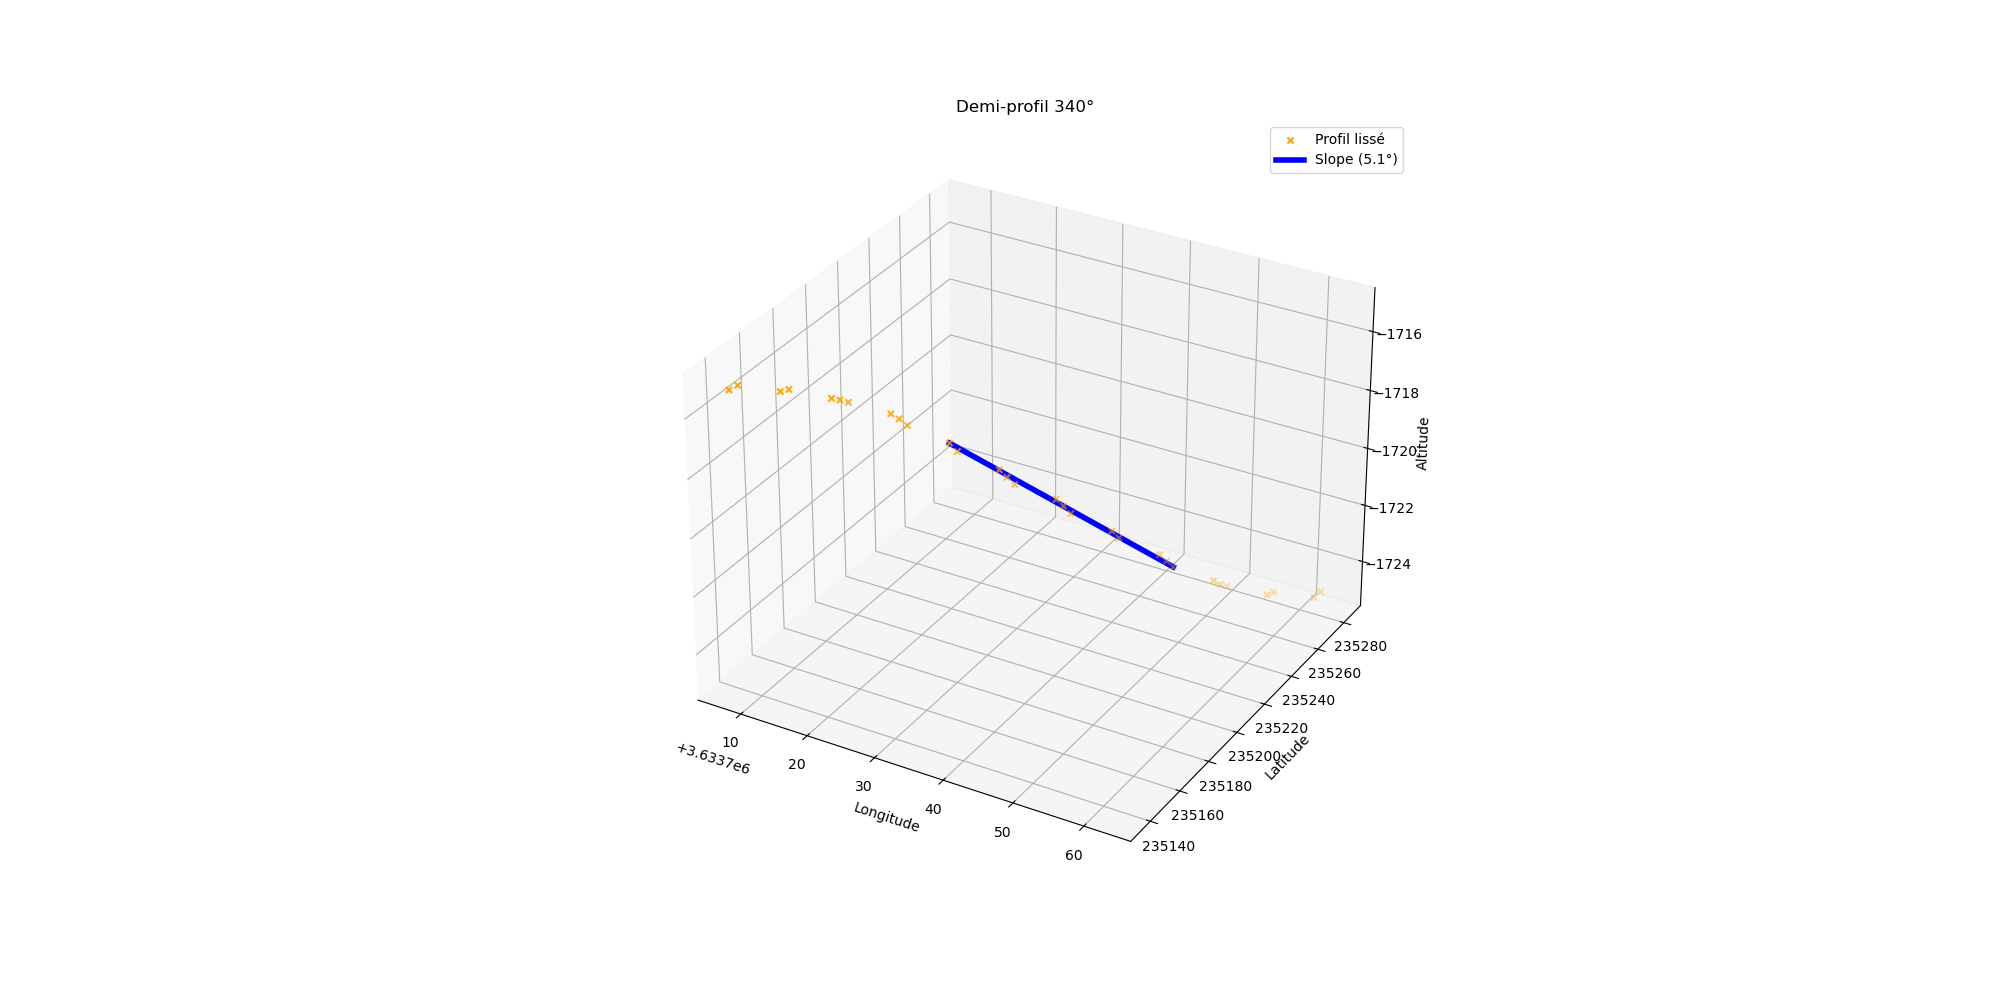 Demi-profil 340°
Profil lissé
Slope (5.1°)
−1716
−1718
−1720
−1722
−1724
Altitude
235280
235260
235240
235220
235200
235180
235160
235140
Latitude
10
20
30
40
50
60
+3.6337e6
Longitude